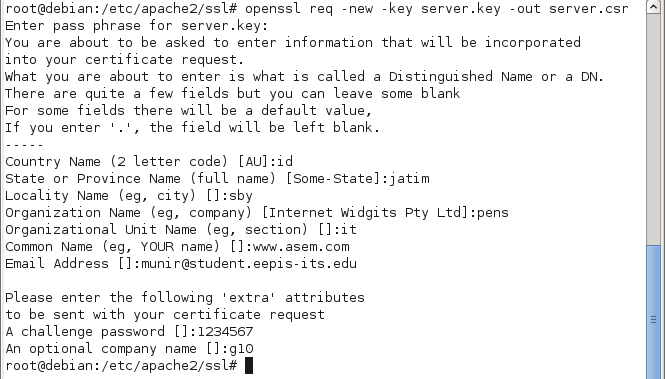 root@debian:/etc/apache2/ssl# openssl req -new -key server.key -out server.csr
Enter pass phrase for server.key:
You are about to be asked to enter information that will be incorporated
into your certificate request.
What you are about to enter is what is called a Distinguished Name or a DN.
There are quite a few fields but you can leave some blank
For some fields there will be a default value,
If you enter '.', the field will be left blank.
-----
Country Name (2 letter code) [AU]:id
State or Province Name (full name) [Some-State]:jatim
Locality Name (eg, city) []:sby
Organization Name (eg, company) [Internet Widgits Pty Ltd]:pens
Organizational Unit Name (eg, section) []:it
Common Name (eg, YOUR name) []:www.asem.com
Email Address []:munir@student.eepis-its.edu

Please enter the following 'extra' attributes
to be sent with your certificate request
A challenge password []:1234567
An optional company name []:g10
root@debian:/etc/apache2/ssl#